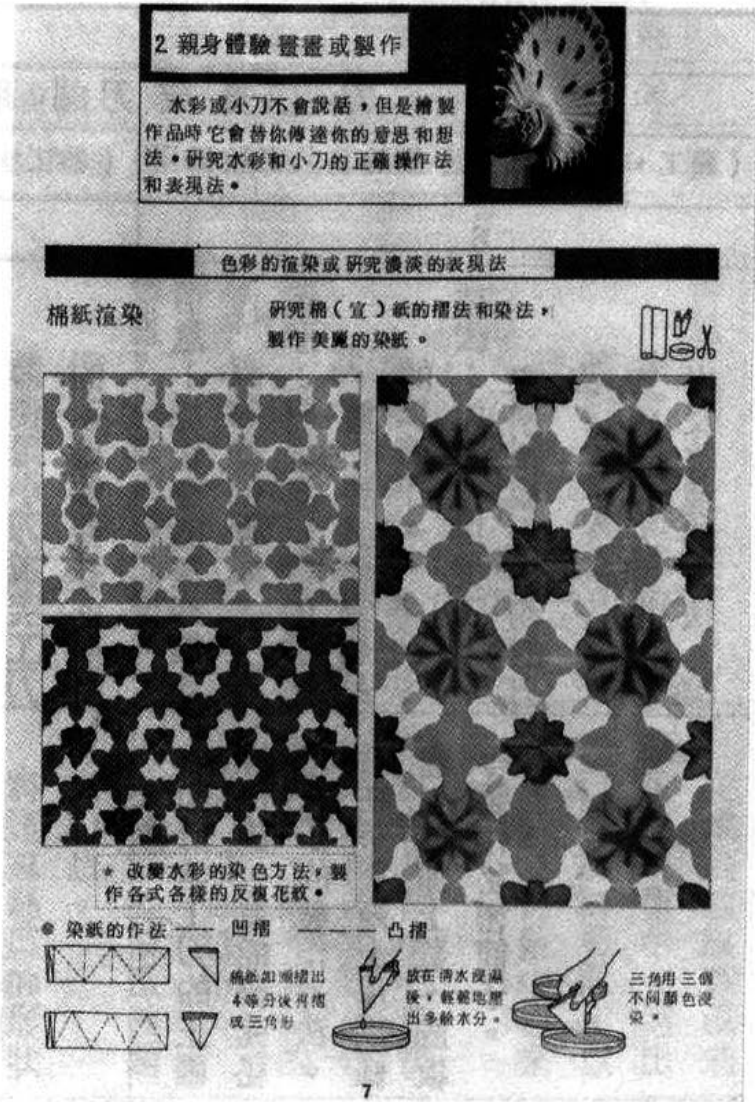 2 親身體驗畫畫或製作
水彩或小刀不會說話，但是繪製
作品時它會替你傳達你的意思和想
法。研究水彩和小刀的正確操作法
和表現法。
色彩的渲染或研究濃淡的表現法
棉紙渲染
研究棉（宣）紙的摺法和染法，
製作美麗的染紙。
＊ 改變水彩的染色方法，製
作各式各樣的反複花紋。
● 染紙的作法 凹摺 凸摺
棉紙如圖摺出
4等分後再摺
成三角形
放在清水浸濕
後，輕輕地壓
出多餘水分。
三角用三個
不同顏色浸
染。
7